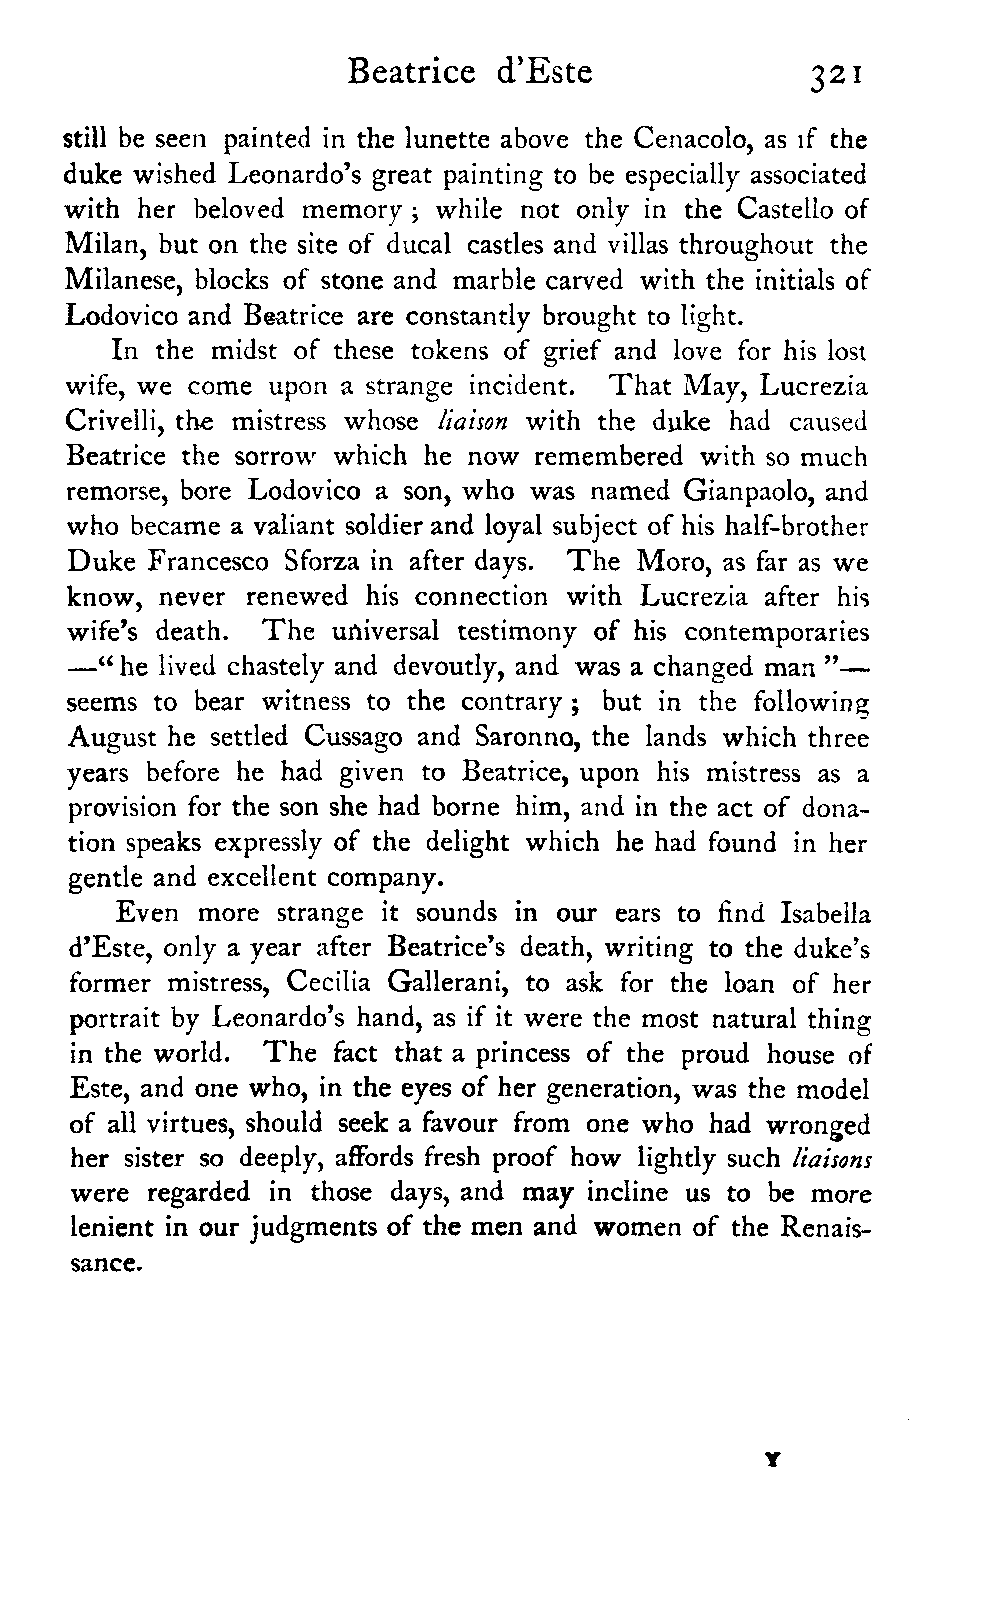 Beatrice d'Este 321
still be seen painted in the lunette above the Cenacolo, as if the
duke wished Leonardo's great painting to be especially associated
with her beloved memory ; while not only in the Castello of
Milan, but on the site of ducal castles and villas throughout the
Milanese, blocks of stone and marble carved with the initials of
Lodovico and Beatrice are constantly brought to light.
In the midst of these tokens of grief and love for his lost
wife, we come upon a strange incident. That May, Lucrezia
Crivelli, the mistress whose liaison with the duke had caused
Beatrice the sorrow which he now remembered with so much
remorse, bore Lodovico a son, who was named Gianpaolo, and
who became a valiant soldier and loyal subject of his half-brother
Duke Francesco Sforza in after days. The Moro, as far as we
know, never renewed his connection with Lucrezia after his
wife's death. The universal testimony of his contemporaries
—“ he lived chastely and devoutly, and was a changed man ”—
seems to bear witness to the contrary ; but in the following
August he settled Cussago and Saronno, the lands which three
years before he had given to Beatrice, upon his mistress as a
provision for the son she had borne him, and in the act of dona-
tion speaks expressly of the delight which he had found in her
gentle and excellent company.
Even more strange it sounds in our ears to find Isabella
d'Este, only a year after Beatrice's death, writing to the duke's
former mistress, Cecilia Gallerani, to ask for the loan of her
portrait by Leonardo's hand, as if it were the most natural thing
in the world. The fact that a princess of the proud house of
Este, and one who, in the eyes of her generation, was the model
of all virtues, should seek a favour from one who had wronged
her sister so deeply, affords fresh proof how lightly such liaisons
were regarded in those days, and may incline us to be more
lenient in our judgments of the men and women of the Renais-
sance.
Y